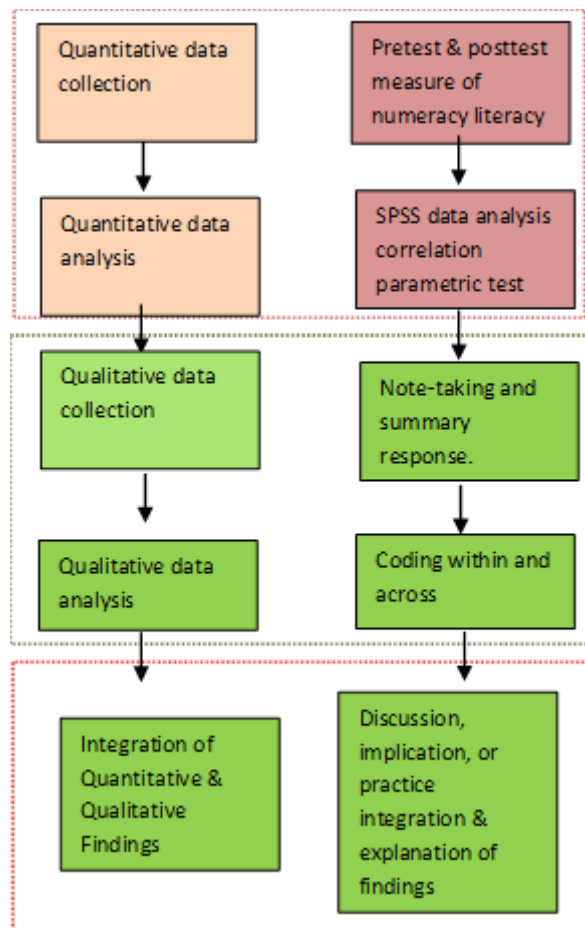 Quantitative data
collection
Pretest & posttest
measure of
numeracy literacy
Quantitative data
analysis
SPSS data analysis
correlation
parametric test
Qualitative data
collection
Note-taking and
summary
response.
Qualitative data
analysis
Coding within and
across
Integration of
Quantitative &
Qualitative
Findings
Discussion,
implication, or
practice
integration &
explanation of
findings